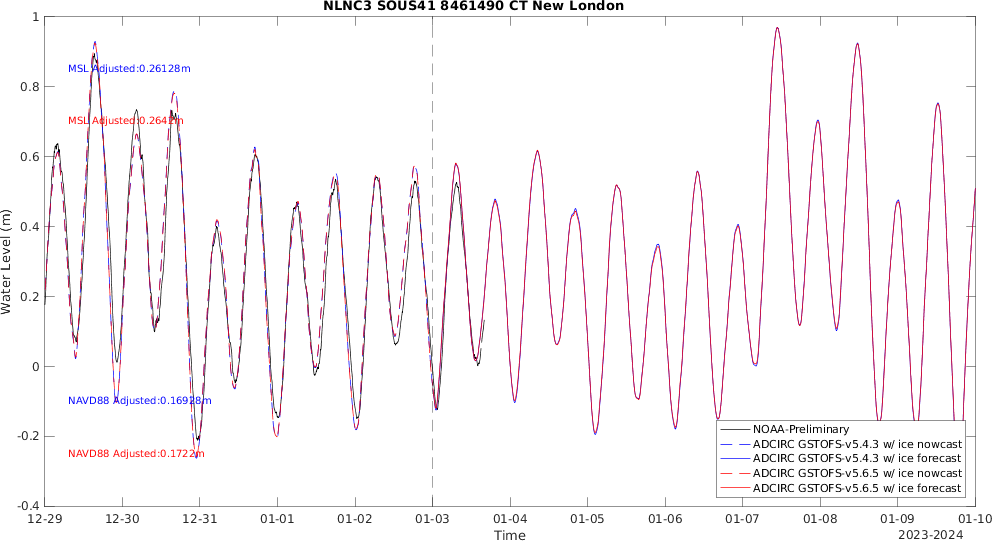 NLNC3 SOUS41 8461490 CT New London
Water Level (m)
1
0.8
0.6
0.4
0.2
0
-0.2
-0.4
MSL Adjusted:0.26128m
MSL
NAVD88 Adjusted:0.16928m
NAVD88 Adjusted:0.1722m
NOAA-Preliminary
ADCIRC GSTOFS-v5.4.3 w/ ice nowcast
ADCIRC GSTOFS-v5.4.3 w/ ice forecast
ADCIRC GSTOFS-v5.6.5 w/ ice nowcast
ADCIRC GSTOFS-v5.6.5 w/ ice forecast
12-29 12-30 12-31 01-01 01-02 01-03 01-04 01-05 01-06 01-07 01-08 01-09 01-10
Time
2023-2024